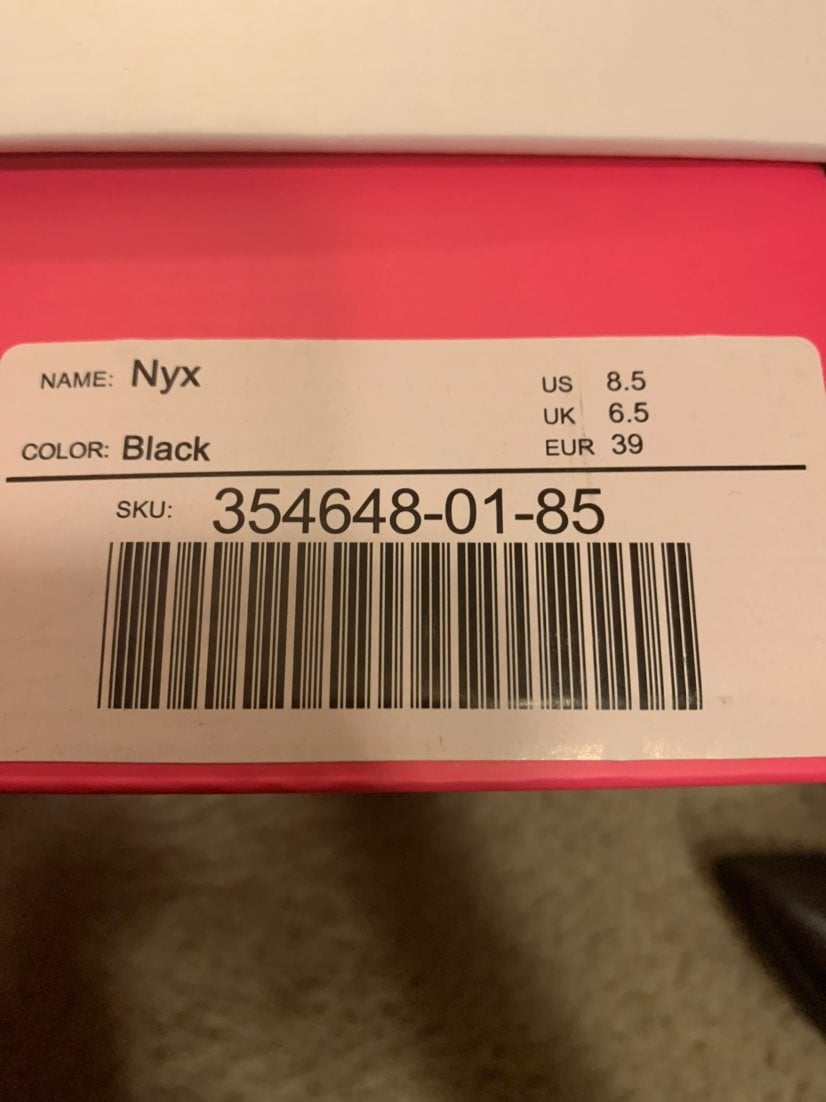 NAME: Nyx
COLOR: Black
US 8.5
UK 6.5
EUR 39
SKU: 354648-01-85